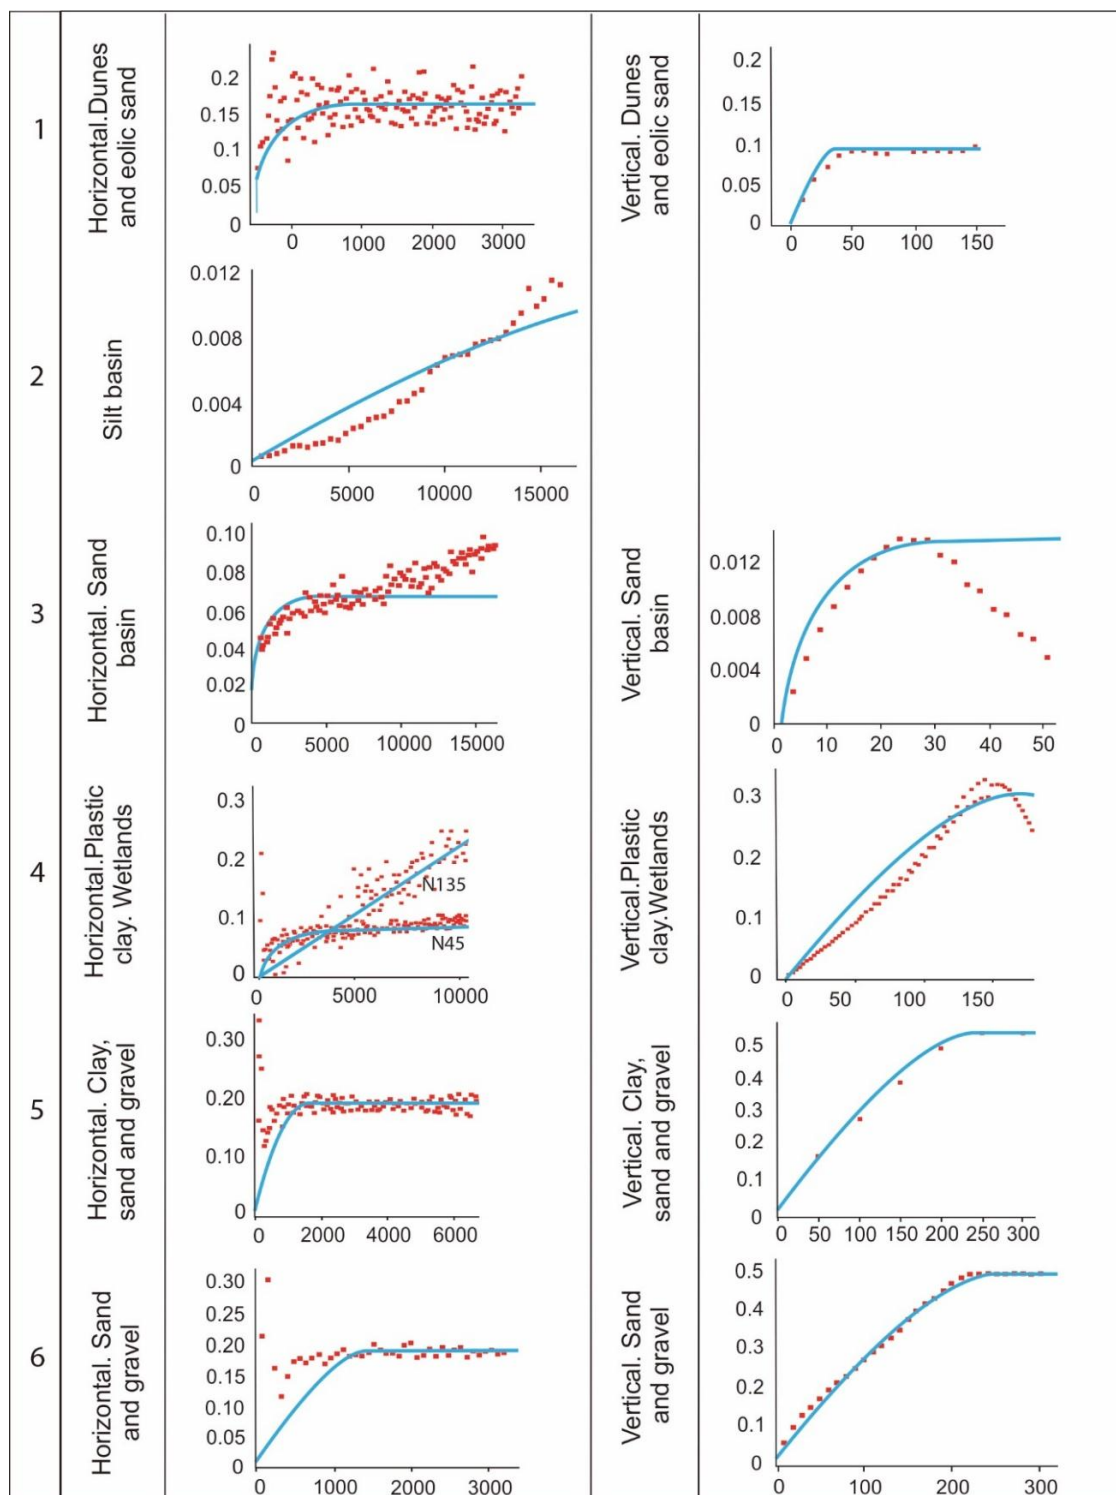 1
Horizontal.Dunes
and eolic sand
0.2
0.15
0.1
0.05
0
0 1000 2000 3000
Vertical. Dunes
and eolic sand
0.2
0.15
0.1
0.05
0
0 50 100 150
2
Silt basin
0.012
0.008
0.004
0
0 5000 10000 15000
3
Horizontal. Sand
basin
0.10
0.08
0.06
0.04
0.02
0
0 5000 10000 15000
Vertical. Sand
basin
0.012
0.008
0.004
0
0 10 20 30 40 50
4
Horizontal.Plastic
clay. Wetlands
0.3
0.2
0.1
0
N135
N45
0 5000 10000
Vertical.Plastic
clay.Wetlands
0.3
0.2
0.1
0
0 50 100 150
5
Horizontal. Clay,
sand and gravel
0.30
0.20
0.10
0
0 2000 4000 6000
Vertical. Clay,
sand and gravel
0.5
0.4
0.3
0.2
0.1
0
0 50 100 150 200 250 300
6
Horizontal. Sand
and gravel
0.30
0.25
0.20
0.15
0.10
0.05
0
0 1000 2000 3000
Vertical. Sand
and gravel
0.5
0.4
0.3
0.2
0.1
0
0 100 200 300